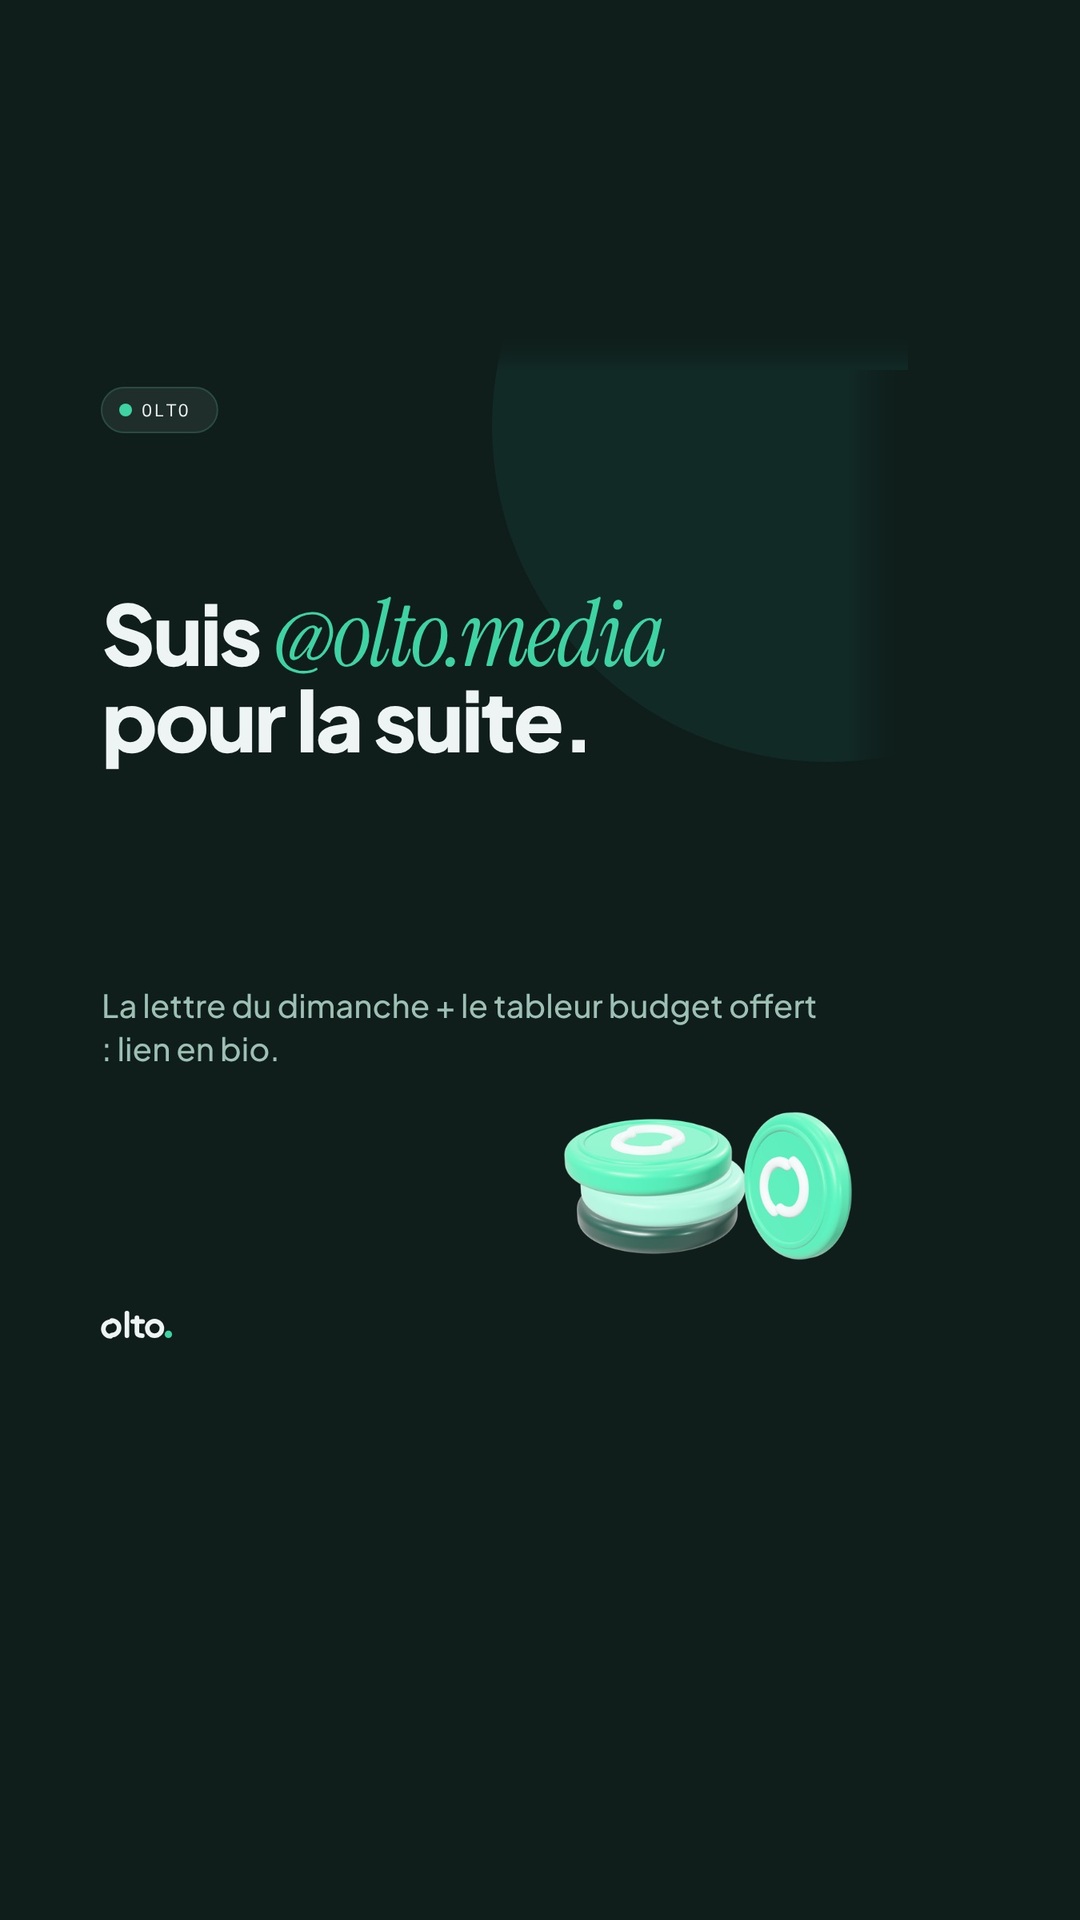 OLTO
Suis @olto.media
pour la suite.
La lettre du dimanche + le tableur budget offert
: lien en bio.
olto.